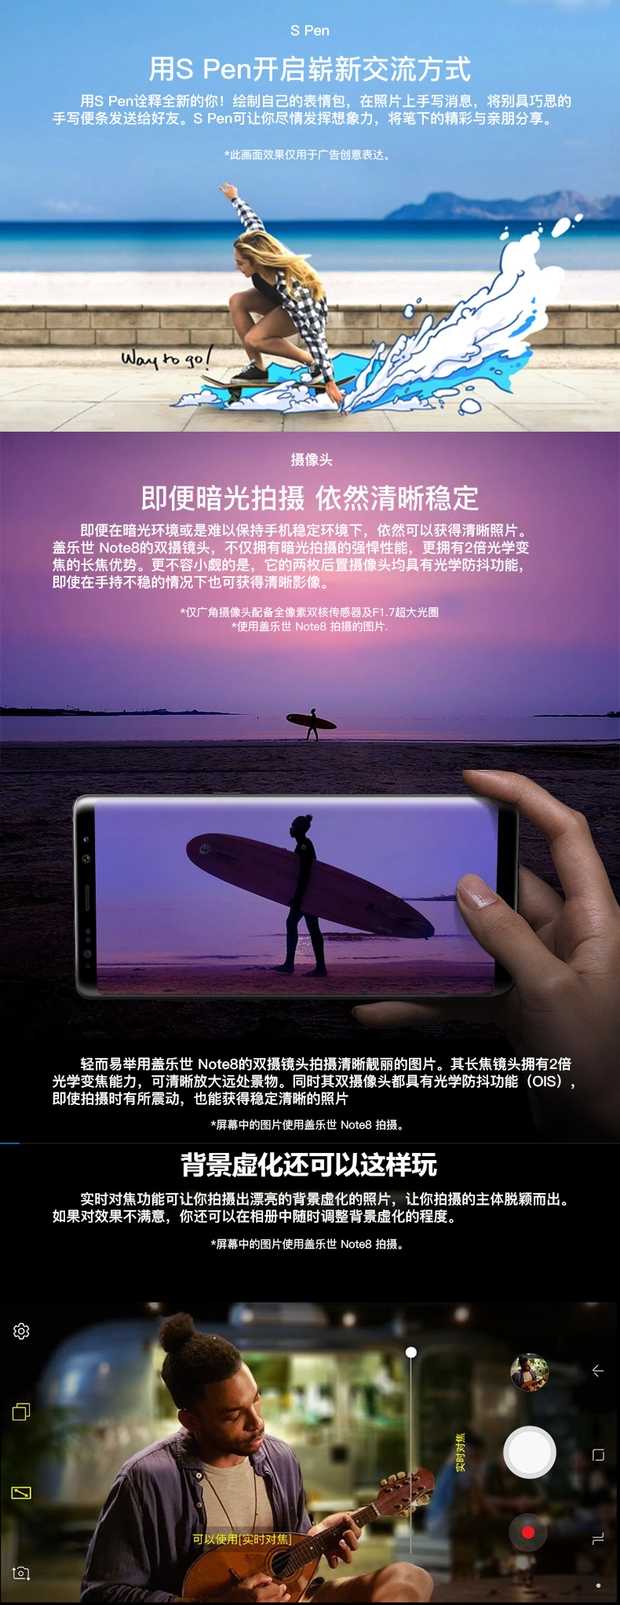 S Pen
用S Pen开启崭新交流方式
用S Pen诠释全新的你！绘制自己的表情包，在照片上手写消息，将别具巧思的
手写便条发送给好友。S Pen可让你尽情发挥想象力，将笔下的精彩与亲朋分享。
*此画面效果仅用于广告创意表达。
Way to go!
摄像头
即便暗光拍摄 依然清晰稳定
即便在暗光环境或是难以保持手机稳定环境下，依然可以获得清晰照片。
盖乐世 Note8的双摄镜头，不仅拥有暗光拍摄的强悍性能，更拥有2倍光学变
焦的长焦优势。更不容小觑的是，它的两枚后置摄像头均具有光学防抖功能，
即使在手持不稳的情况下也可获得清晰影像。
*仅广角摄像头配备全像素双核传感器及F1.7超大光圈
*使用盖乐世 Note8 拍摄的图片.
轻而易举用盖乐世 Note8的双摄镜头拍摄清晰靓丽的图片。其长焦镜头拥有2倍
光学变焦能力，可清晰放大远处景物。同时其双摄像头都具有光学防抖功能（OIS），
即使拍摄时有所震动，也能获得稳定清晰的照片
*屏幕中的图片使用盖乐世 Note8 拍摄。
背景虚化还可以这样玩
实时对焦功能可让你拍摄出漂亮的背景虚化的照片，让你拍摄的主体脱颖而出。
如果对效果不满意，你还可以在相册中随时调整背景虚化的程度。
*屏幕中的图片使用盖乐世 Note8 拍摄。
实时对焦
可以使用[实时对焦]